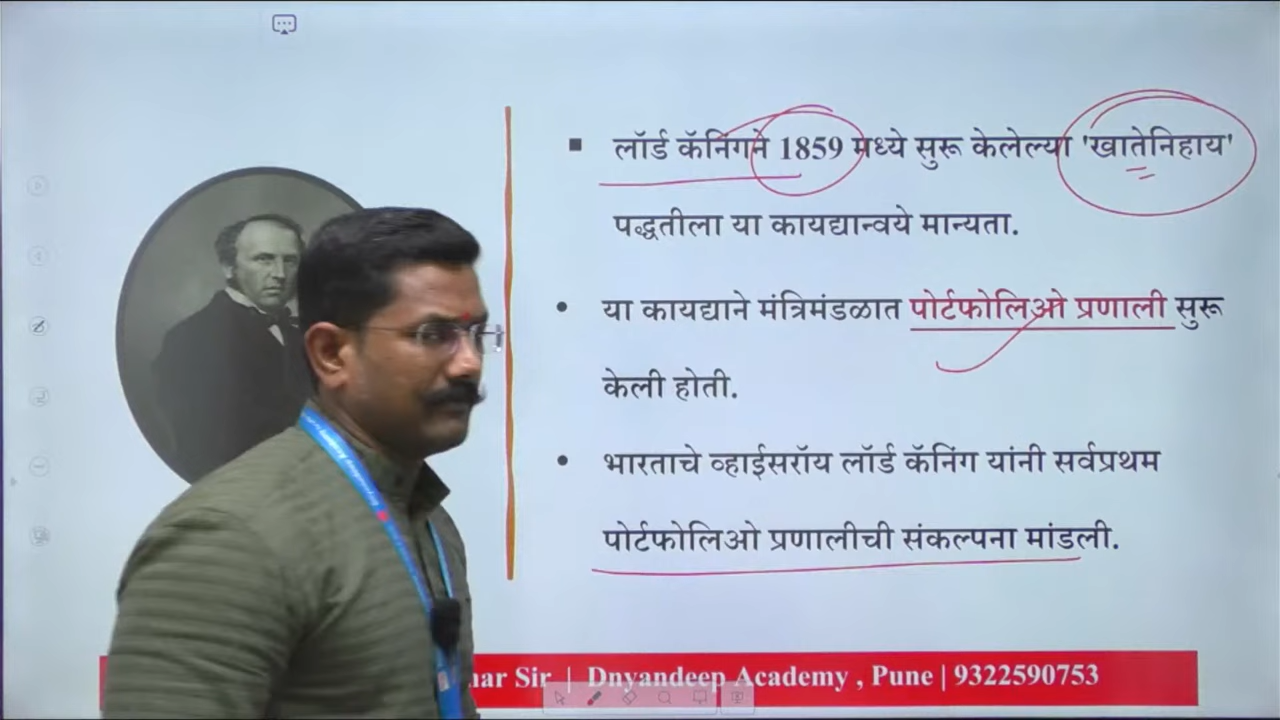 ▪ लॉर्ड कॅनिंगने 1859 मध्ये सुरू केलेल्या 'खातेनिहाय'
पद्धतीला या कायद्यान्वये मान्यता.
• या कायद्याने मंत्रिमंडळात पोर्टफोलिओ प्रणाली सुरू
केली होती.
• भारताचे व्हाईसरॉय लॉर्ड कॅनिंग यांनी सर्वप्रथम
पोर्टफोलिओ प्रणालीची संकल्पना मांडली.
Sir | Dnyandeep Academy , Pune | 9322590753